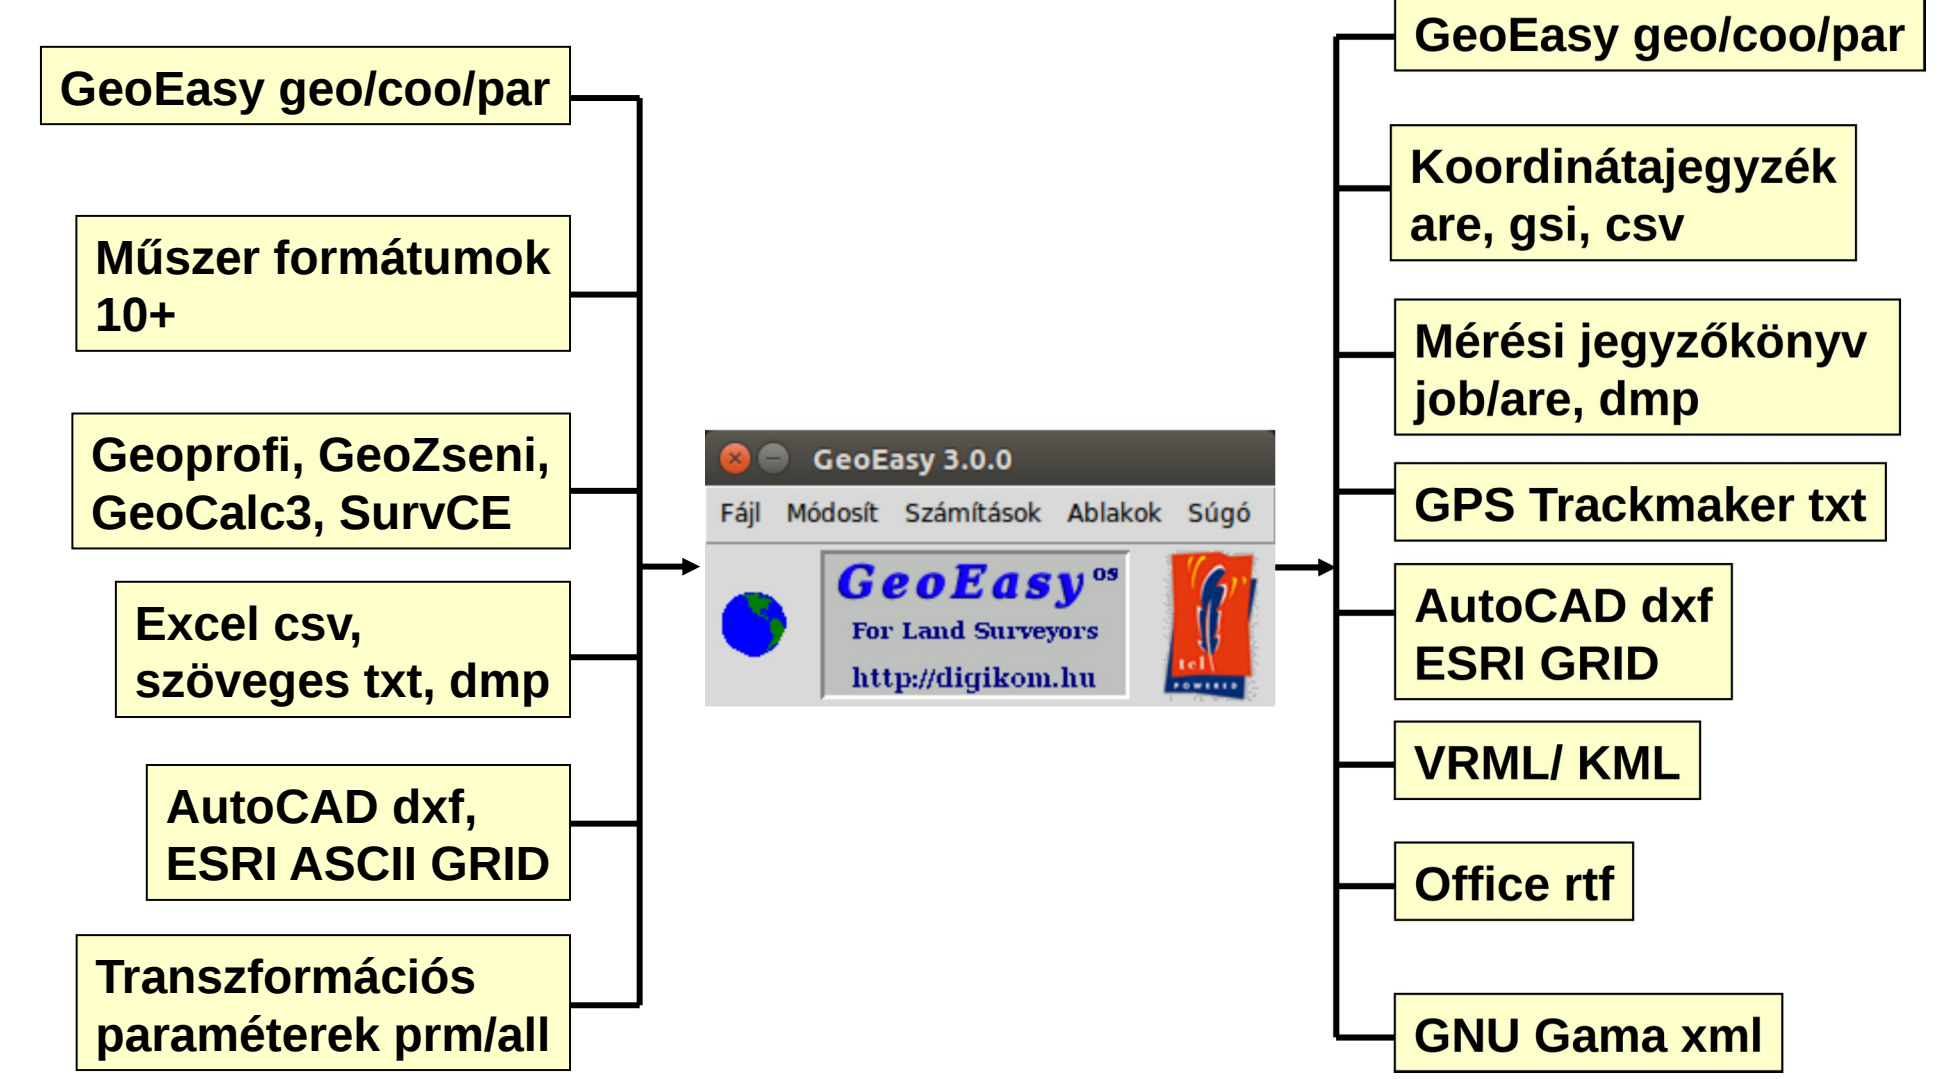 GeoEasy geo/coo/par
Műszer formátumok
10+
Geoprofi, GeoZseni,
GeoCalc3, SurvCE
Excel csv,
szöveges txt, dmp
AutoCAD dxf,
ESRI ASCII GRID
Transzformációs
paraméterek prm/all
GeoEasy 3.0.0
Fájl Módosít Számítások Ablakok Súgó
GeoEasy os
For Land Surveyors
http://digikom.hu
tcl
POWERED
GeoEasy geo/coo/par
Koordinátajegyzék
are, gsi, csv
Mérési jegyzőkönyv
job/are, dmp
GPS Trackmaker txt
AutoCAD dxf
ESRI GRID
VRML/ KML
Office rtf
GNU Gama xml